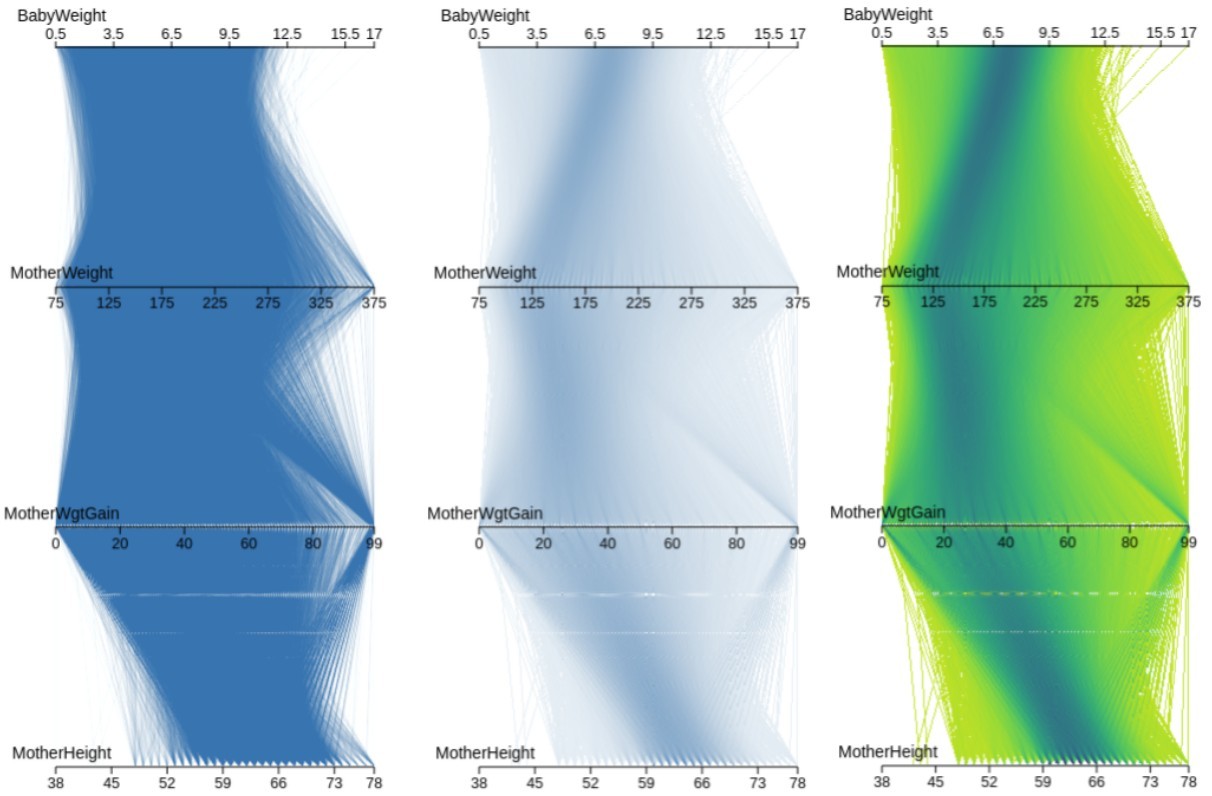 BabyWeight BabyWeight BabyWeight
0.5 3.5 6.5 9.5 12.5 15.5 17 0.5 3.5 6.5 9.5 12.5 15.5 17 0.5 3.5 6.5 9.5 12.5 15.5 17
MotherWeight MotherWeight MotherWeight
75 125 175 225 275 325 375 75 125 175 225 275 325 375 75 125 175 225 275 325 375
MotherWgtGain MotherWgtGain MotherWgtGain
0 20 40 60 80 99 0 20 40 60 80 99 0 20 40 60 80 99
MotherHeight MotherHeight MotherHeight
38 45 52 59 66 73 78 38 45 52 59 66 73 78 38 45 52 59 66 73 78